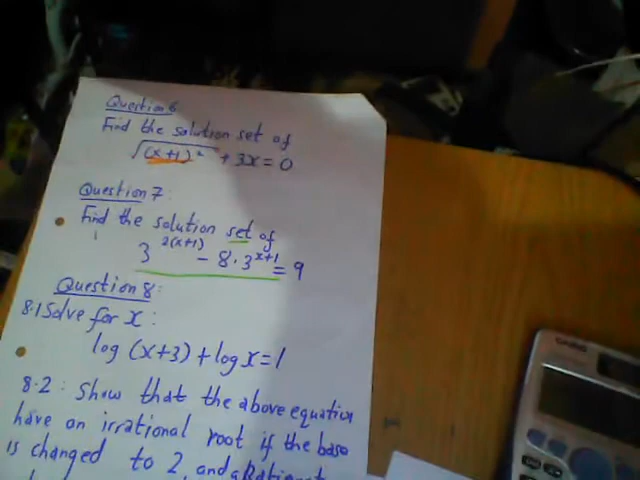 Question 6
Find the solution set of
√(x+1)² + 3x = 0
Question 7:
Find the solution set of
3^2(x+1) - 8·3^x+1 = 9
Question 8:
8.1 Solve for x:
log (x+3) + log x = 1
8.2: Show that the above equation
have an irrational root if the base
is changed to 2, and a
CASIO